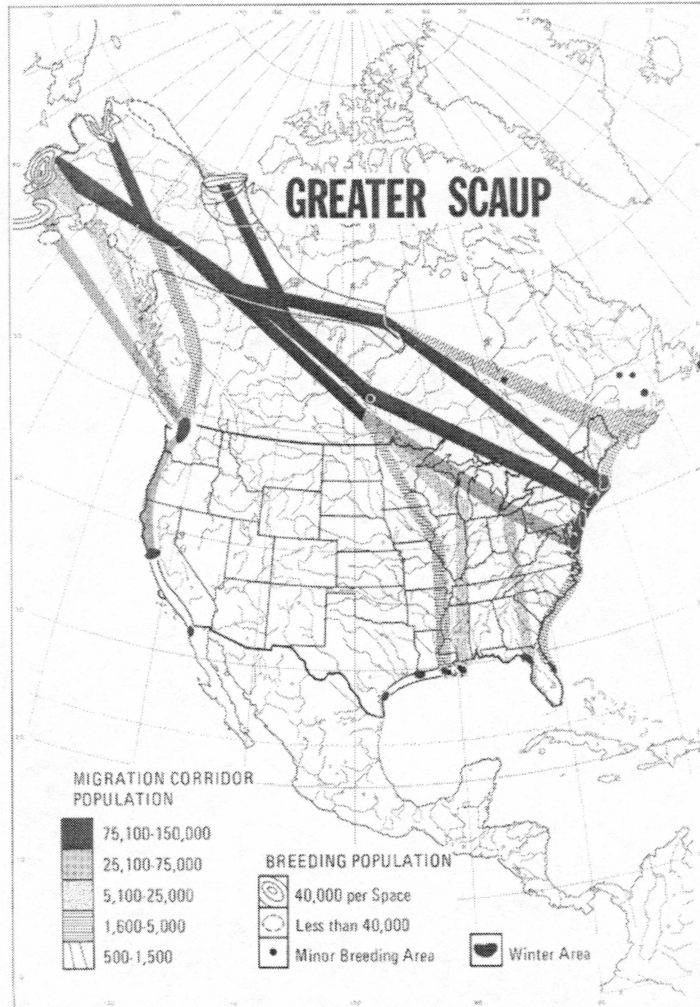 GREATER SCAUP
MIGRATION CORRIDOR
POPULATION
75,100-150,000
25,100-75,000
5,100-25,000
1,600-5,000
500-1,500
BREEDING POPULATION
40,000 per Space
Less than 40,000
Minor Breeding Area
Winter Area